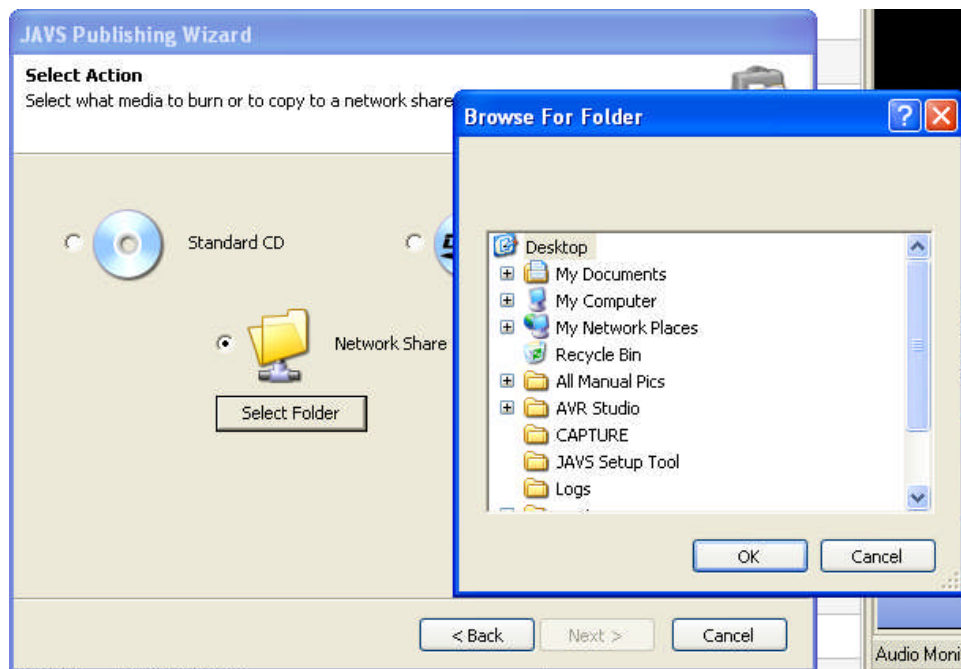 JAVS Publishing Wizard
Select Action
Select what media to burn or to copy to a network share
Standard CD
Network Share
Select Folder
< Back
Next >
Cancel
Browse For Folder
Desktop
My Documents
My Computer
My Network Places
Recycle Bin
All Manual Pics
AVR Studio
CAPTURE
JAVS Setup Tool
Logs
OK
Cancel
Audio Moni